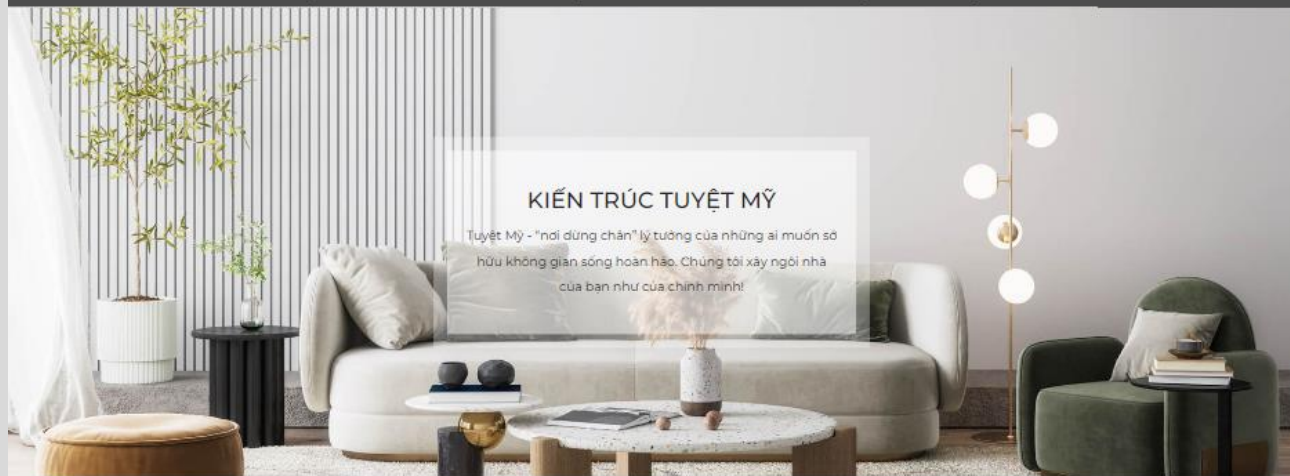 KIẾN TRÚC TUYỆT MỸ
Tuyệt Mỹ - "nơi dừng chân" lý tưởng của những ai muốn sở
hữu không gian sống hoàn hảo. Chúng tôi xây ngôi nhà
của bạn như của chính mình!